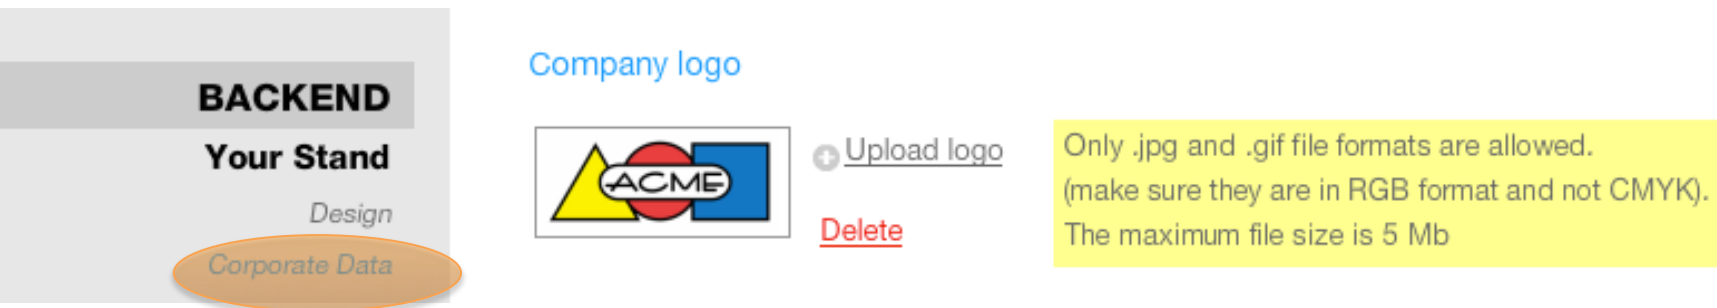 BACKEND
Your Stand
Design
Corporate Data
Company logo
ACME
Upload logo
Delete
Only .jpg and .gif file formats are allowed.
(make sure they are in RGB format and not CMYK).
The maximum file size is 5 Mb